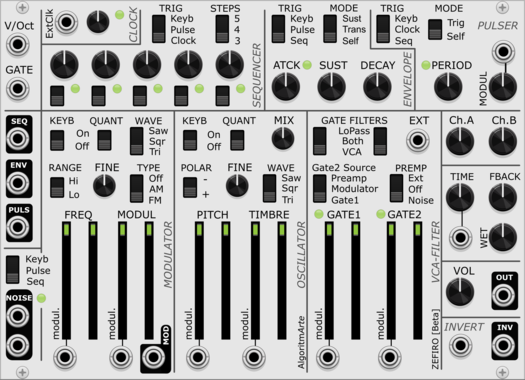 V/Oct
GATE
ExtClk
CLOCK
TRIG
Keyb
Pulse
Clock
STEPS
5
4
3
SEQUENCER
TRIG
Keyb
Pulse
Seq
MODE
Sust
Trans
Self
ATCK
SUST
DECAY
ENVELOPE
TRIG
Keyb
Clock
Seq
MODE
Trig
Self
PULSER
PERIOD
MODUL
SEQ
ENV
PULS
Keyb
Pulse
Seq
NOISE
KEYB
On
Off
QUANT
WAVE
Saw
Sqr
Tri
RANGE
Hi
Lo
FINE
TYPE
Off
AM
FM
FREQ
MODUL
modul.
modul.
MOD
MODULATOR
KEYB
On
Off
QUANT
MIX
POLAR
-
+
FINE
WAVE
Saw
Sqr
Tri
PITCH
TIMBRE
modul.
modul.
OSCILLATOR
AlgoritmArte
GATE FILTERS
LoPass
Both
VCA
EXT
Gate2 Source
Preamp
Modulator
Gate1
PREMP
Ext
Off
Noise
GATE1
GATE2
modul.
modul.
VCA-FILTER
ZEFIRO [Beta]
Ch.A
Ch.B
TIME
FBACK
WET
VOL
OUT
INVERT
INV